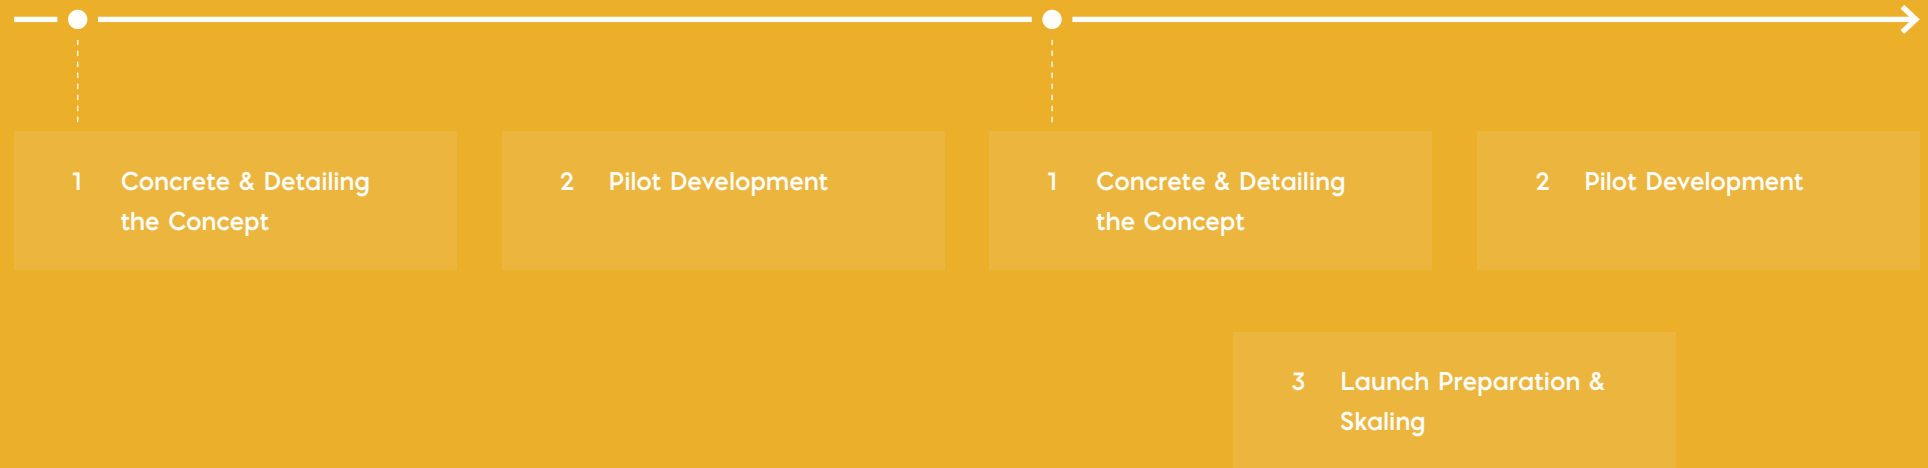 1 Concrete & Detailing
the Concept
2 Pilot Development
1 Concrete & Detailing
the Concept
2 Pilot Development
3 Launch Preparation &
Skaling